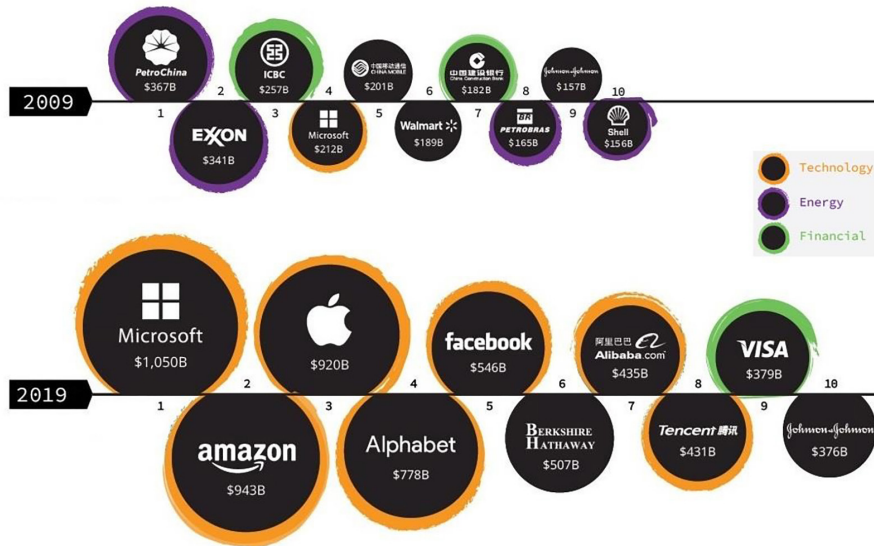 2009
1
PetroChina
$367B
2
EXXON
$341B
3
ICBC
$257B
4
Microsoft
$212B
5
中国移动通信
CHINA MOBILE
$201B
6
Walmart
$189B
7
中国建设银行
China Construction Bank
$182B
8
BR
PETROBRAS
$165B
9
Johnson & Johnson
$157B
10
Shell
$156B
Technology
Energy
Financial
2019
1
Microsoft
$1,050B
2
amazon
$943B
3
$920B
4
Alphabet
$778B
5
facebook
$546B
6
BERKSHIRE
HATHAWAY
$507B
7
阿里巴巴
Alibaba.com
$435B
8
Tencent 腾讯
$431B
9
VISA
$379B
10
Johnson & Johnson
$376B